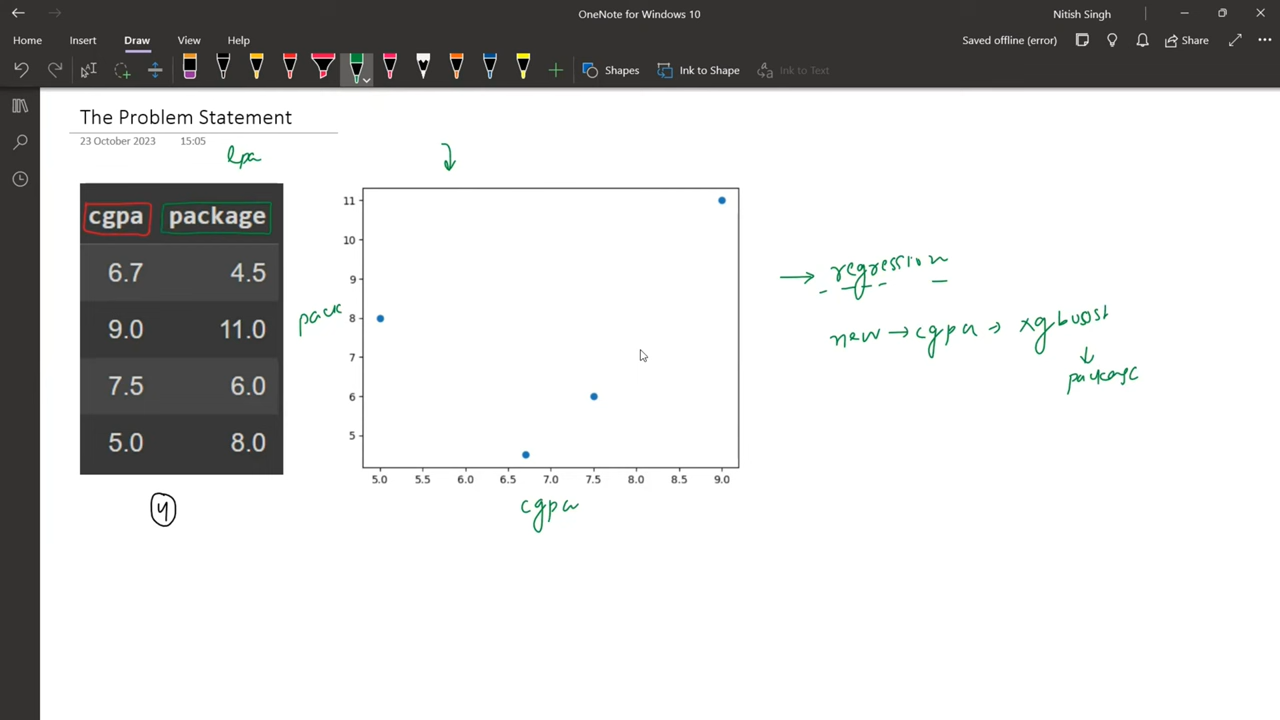 OneNote for Windows 10
Nitish Singh
Home
Insert
Draw
View
Help
Saved offline (error)
Share
Shapes
Ink to Shape
Ink to Text
The Problem Statement
23 October 2023 15:05
lpa
cgpa package
6.7 4.5
9.0 11.0
7.5 6.0
5.0 8.0
4
11
10
9
8
7
6
5
pack
5.0 5.5 6.0 6.5 7.0 7.5 8.0 8.5 9.0
cgpa
→ regression
new → cgpa → xgboost
↓
package